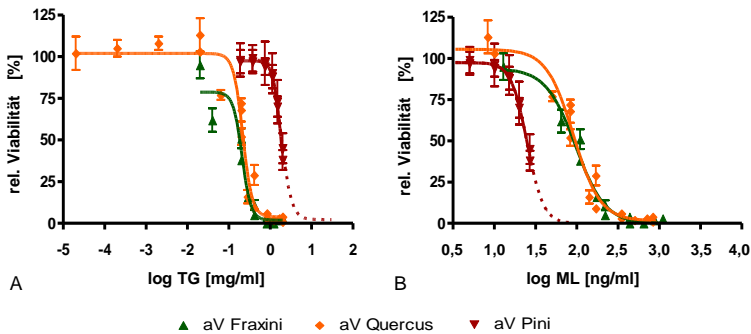 125
100
75
50
25
0
rel. Viabilität [%]
-5 -4 -3 -2 -1 0 1 2
log TG [mg/ml]
A
125
100
75
50
25
0
rel. Viabilität [%]
0,5 1,0 1,5 2,0 2,5 3,0 3,5 4,0
log ML [ng/ml]
B
aV Fraxini aV Quercus aV Pini